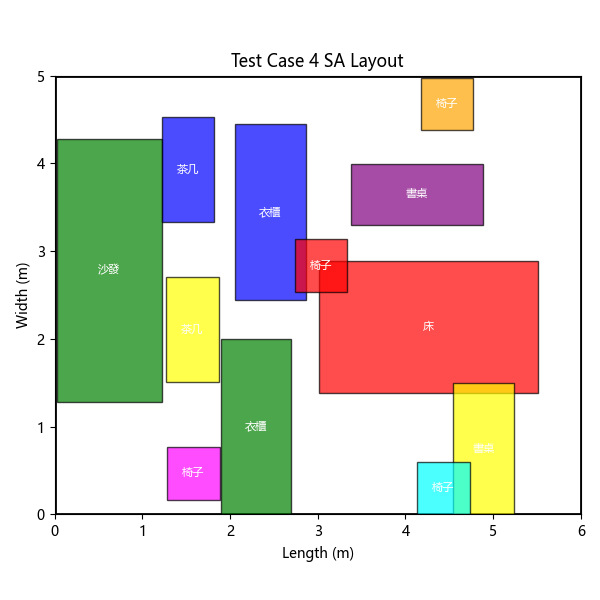 Test Case 4 SA Layout
5
椅子
茶几
4
書桌
衣櫃
3
椅子
沙發
Width (m)
床
茶几
2
衣櫃
1
書桌
椅子
椅子
0
0 1 2 3 4 5 6
Length (m)